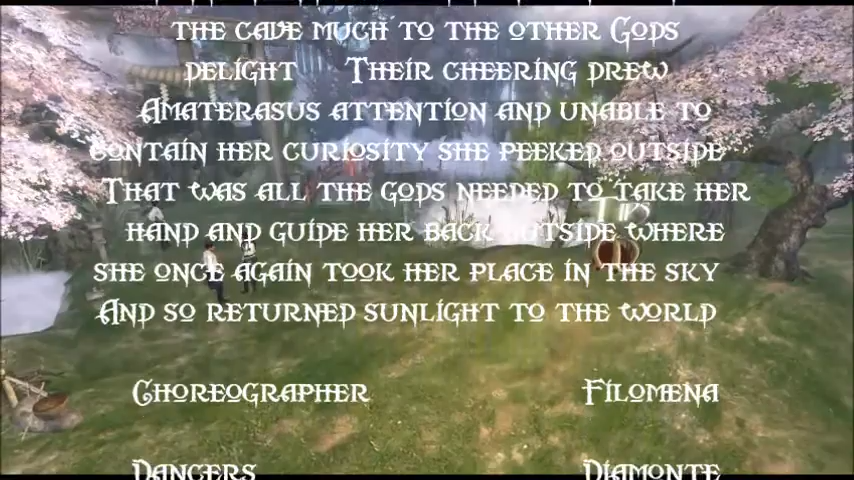 the cave much to the other Gods
delight Their cheering drew
Amaterasus attention and unable to
contain her curiosity she peeked outside
That was all the gods needed to take her
hand and guide her back outside where
she once again took her place in the sky
And so returned sunlight to the world
Choreographer Filomena
Dancers Diamonte